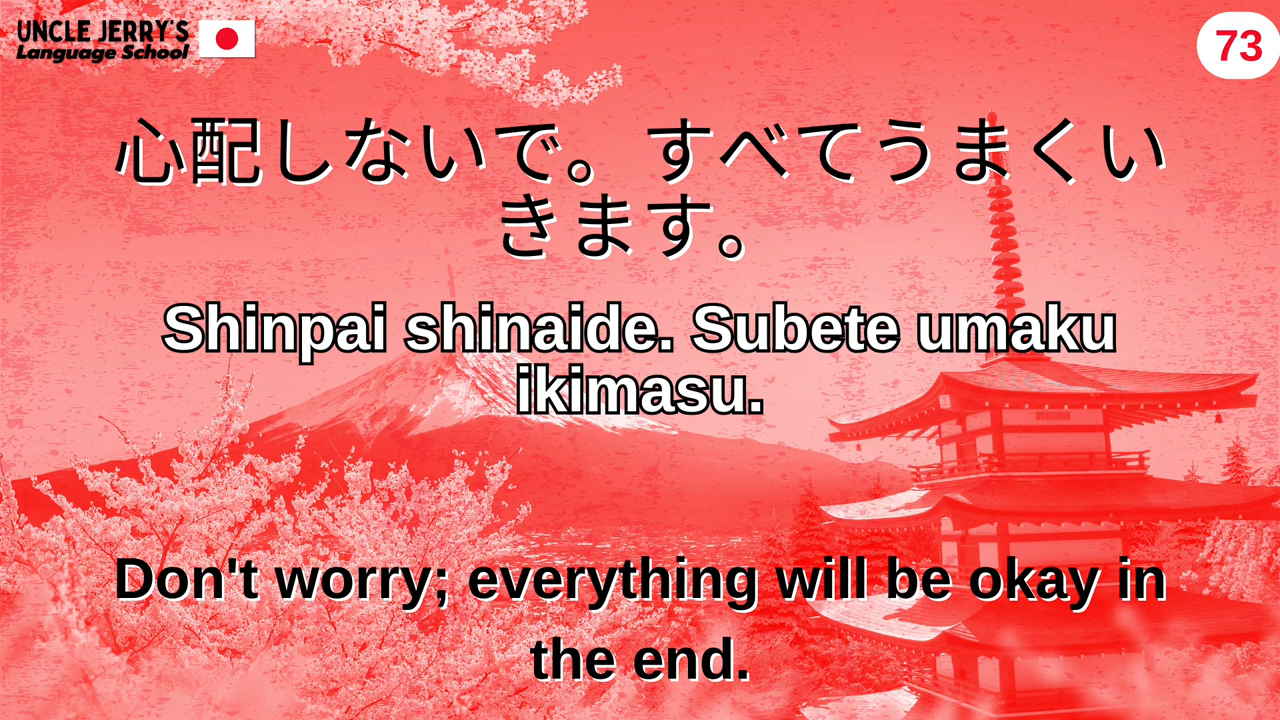 UNCLE JERRY'S
Language School
73
心配しないで。すべてうまくい
きます。
Shinpai shinaide. Subete umaku
ikimasu.
Don't worry; everything will be okay in
the end.